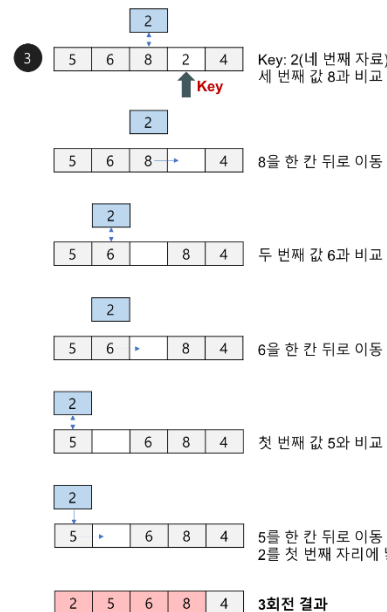 2
3
5 6 8 2 4
Key: 2(네 번째 자료)
세 번째 값 8과 비교
Key
2
5 6 8 4
8을 한 칸 뒤로 이동
2
5 6 8 4
두 번째 값 6과 비교
2
5 6 8 4
6을 한 칸 뒤로 이동
2
5 6 8 4
첫 번째 값 5와 비교
2
5 6 8 4
5를 한 칸 뒤로 이동
2를 첫 번째 자리에
2 5 6 8 4
3회전 결과